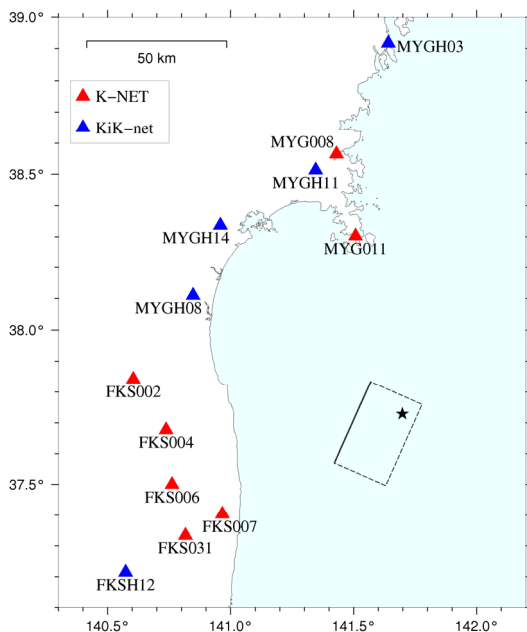 39.0°
50 km
MYGH03
K−NET
KiK−net
MYG008
38.5°
MYGH11
MYGH14
MYG011
MYGH08
38.0°
FKS002
FKS004
37.5°
FKS006
FKS007
FKS031
FKSH12
140.5° 141.0° 141.5° 142.0°